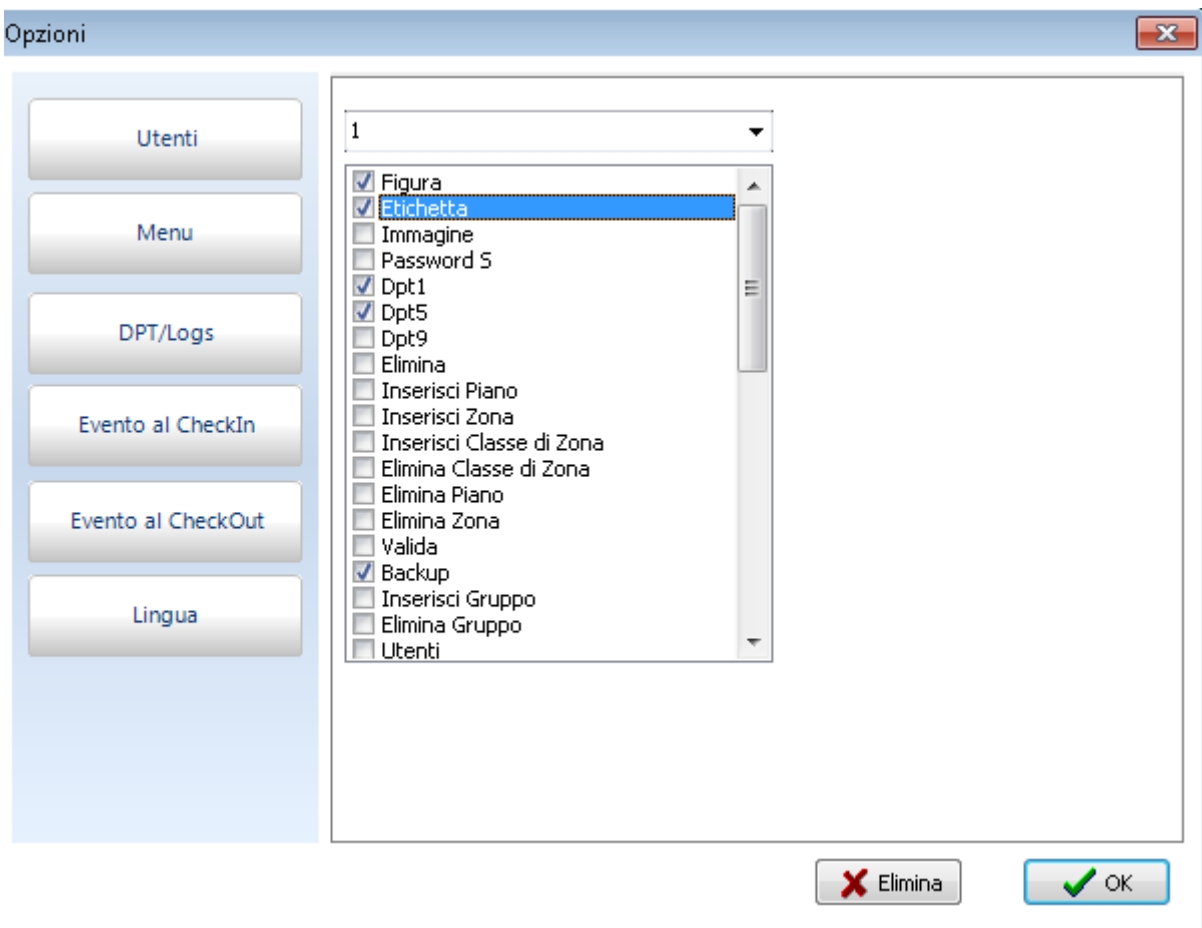 Opzioni
Utenti
Menu
DPT/Logs
Evento al CheckIn
Evento al CheckOut
Lingua
1
Figura
Etichetta
Immagine
Password S
Dpt1
Dpt5
Dpt9
Elimina
Inserisci Piano
Inserisci Zona
Inserisci Classe di Zona
Elimina Classe di Zona
Elimina Piano
Elimina Zona
Valida
Backup
Inserisci Gruppo
Elimina Gruppo
Utenti
Elimina
OK